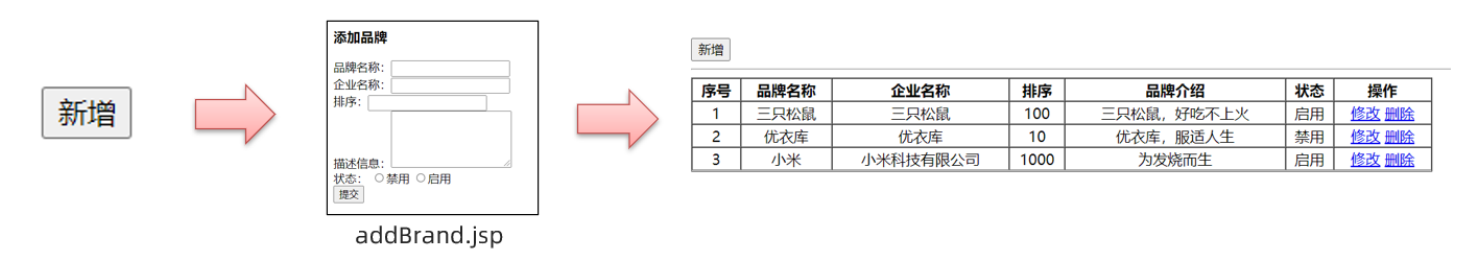 新增
添加品牌
品牌名称:
企业名称:
排序:
描述信息:
状态: 禁用 启用
提交
addBrand.jsp
新增
序号 品牌名称 企业名称 排序 品牌介绍 状态 操作
1 三只松鼠 三只松鼠 100 三只松鼠，好吃不上火 启用 修改 删除
2 优衣库 优衣库 10 优衣库，服适人生 禁用 修改 删除
3 小米 小米科技有限公司 1000 为发烧而生 启用 修改 删除